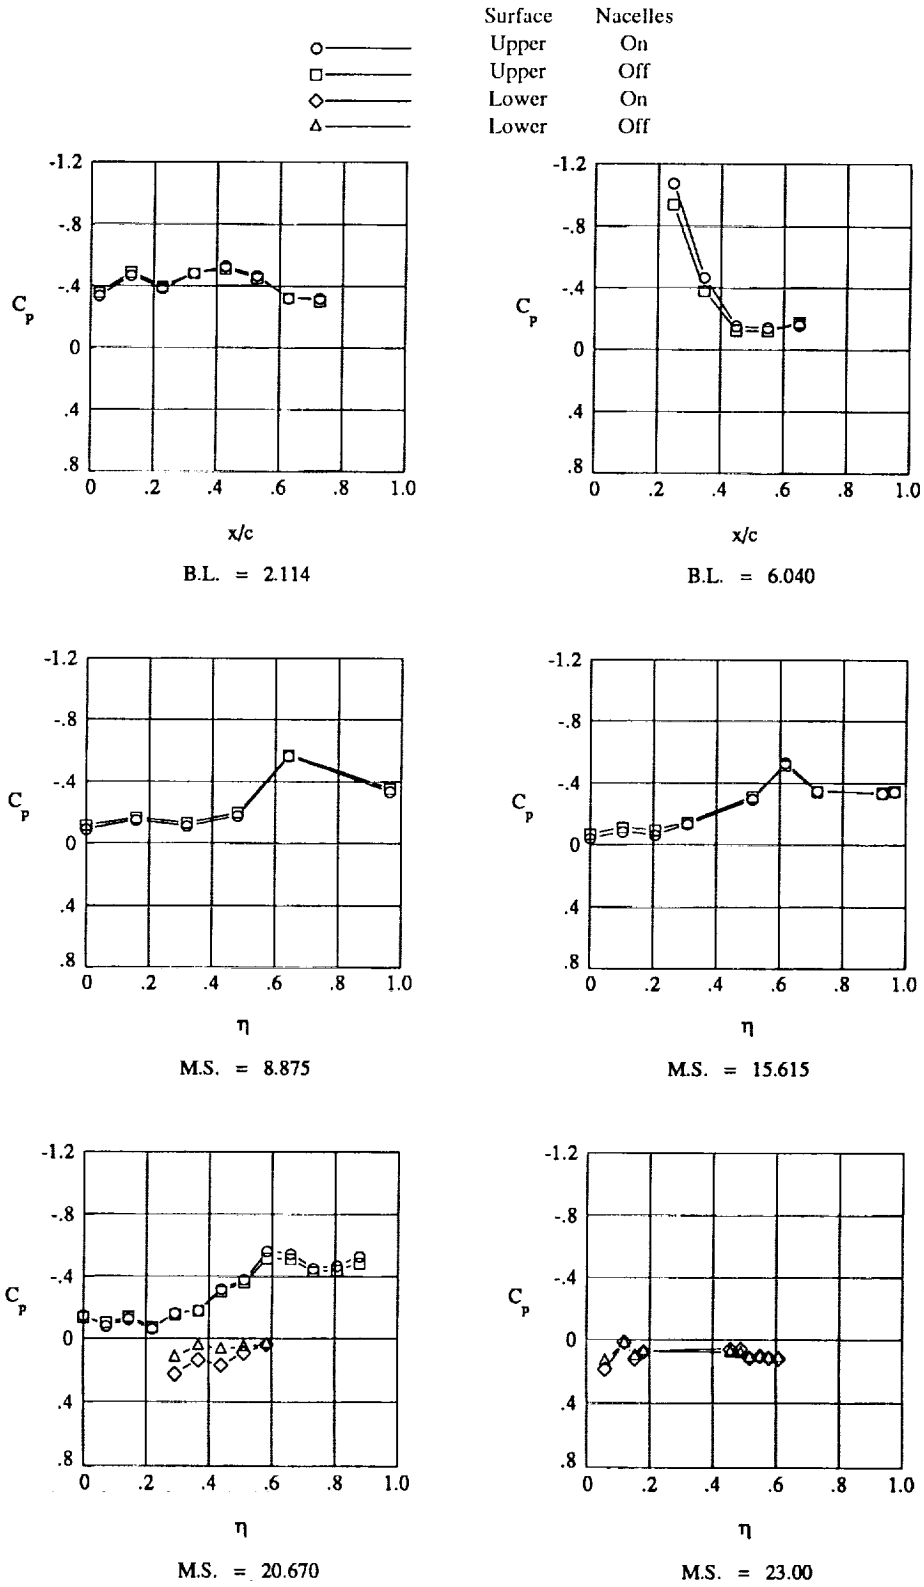 Surface Nacelles
Upper On
Upper Off
Lower On
Lower Off
-1.2
-.8
-.4
0
.4
.8
C_p
0 .2 .4 .6 .8 1.0
x/c
B.L. = 2.114
-1.2
-.8
-.4
0
.4
.8
C_p
0 .2 .4 .6 .8 1.0
x/c
B.L. = 6.040
-1.2
-.8
-.4
0
.4
.8
C_p
0 .2 .4 .6 .8 1.0
η
M.S. = 8.875
-1.2
-.8
-.4
0
.4
.8
C_p
0 .2 .4 .6 .8 1.0
η
M.S. = 15.615
-1.2
-.8
-.4
0
.4
.8
C_p
0 .2 .4 .6 .8 1.0
η
M.S. = 20.670
-1.2
-.8
-.4
0
.4
.8
C_p
0 .2 .4 .6 .8 1.0
η
M.S. = 23.00